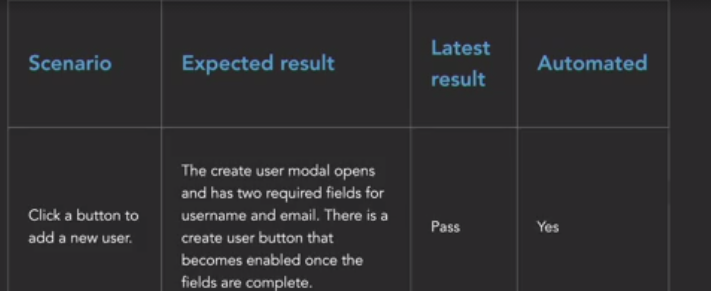 Scenario
Expected result
Latest
result
Automated
Click a button to
add a new user.
The create user modal opens
and has two required fields for
username and email. There is a
create user button that
becomes enabled once the
fields are complete.
Pass
Yes